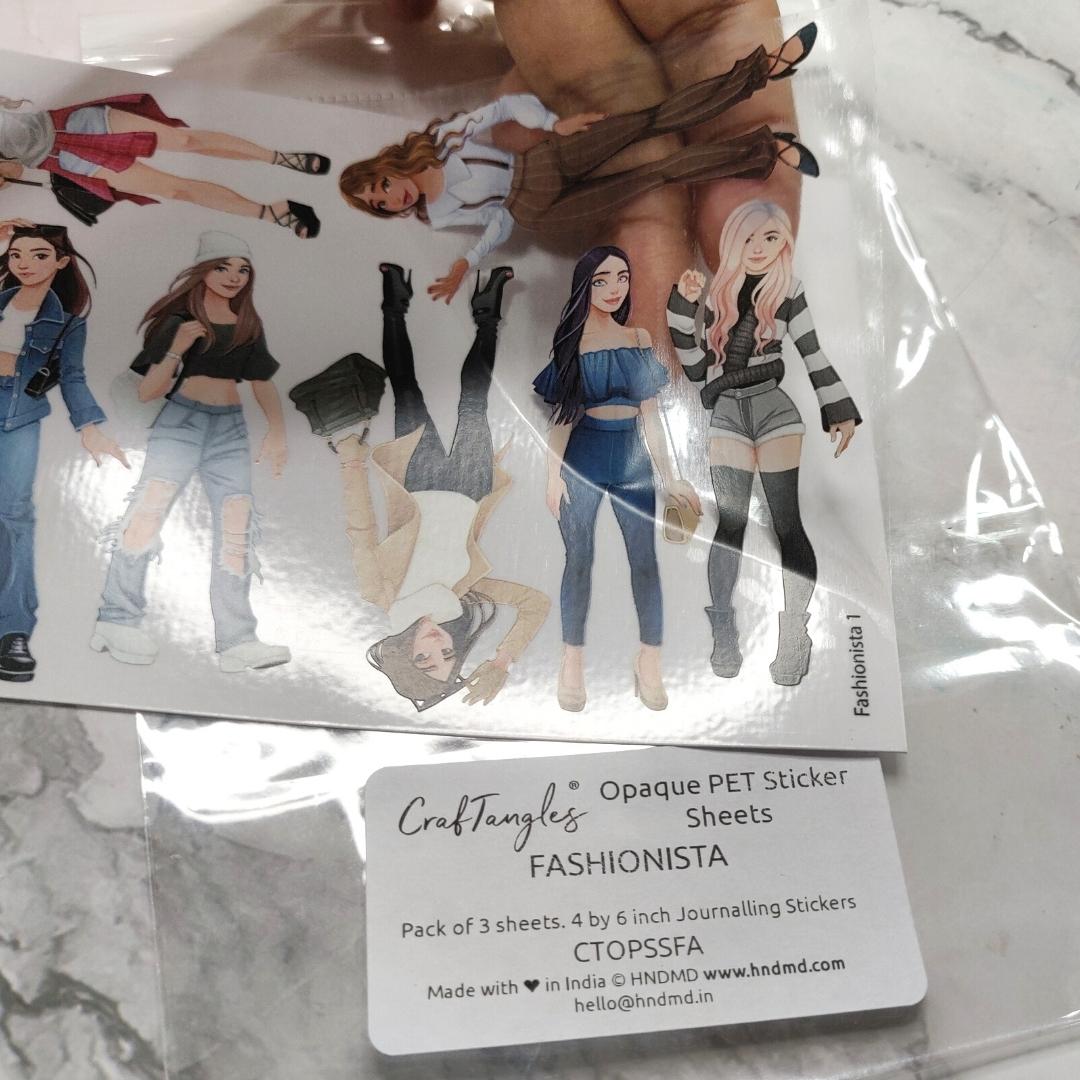 Fashionista 1
CrafTangles® Opaque PET Sticker
Sheets
FASHIONISTA
Pack of 3 sheets. 4 by 6 inch Journalling Stickers
CTOPSSFA
Made with ♥ in India © HNDMD www.hndmd.com
hello@hndmd.in